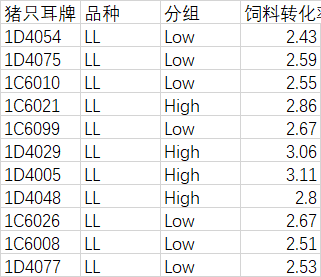 猪只耳牌 品种 分组 饲料转化率
1D4054 LL Low 2.43
1D4075 LL Low 2.59
1C6010 LL Low 2.55
1C6021 LL High 2.86
1C6099 LL Low 2.67
1D4029 LL High 3.06
1D4005 LL High 3.11
1D4048 LL High 2.8
1C6026 LL Low 2.67
1C6008 LL Low 2.51
1D4077 LL Low 2.53